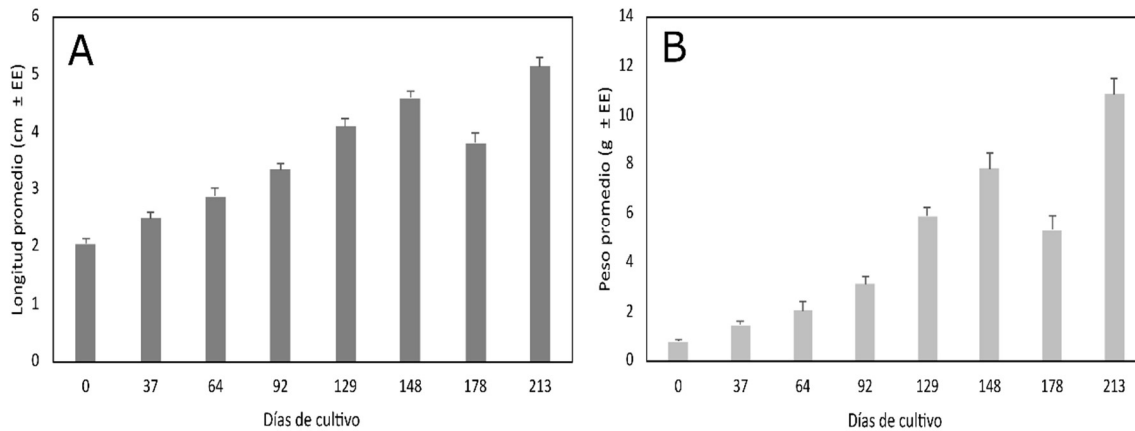 A
Longitud promedio (cm ± EE)
6
5
4
3
2
1
0
0 37 64 92 129 148 178 213
Días de cultivo
B
Peso promedio (g ± EE)
14
12
10
8
6
4
2
0
0 37 64 92 129 148 178 213
Días de cultivo